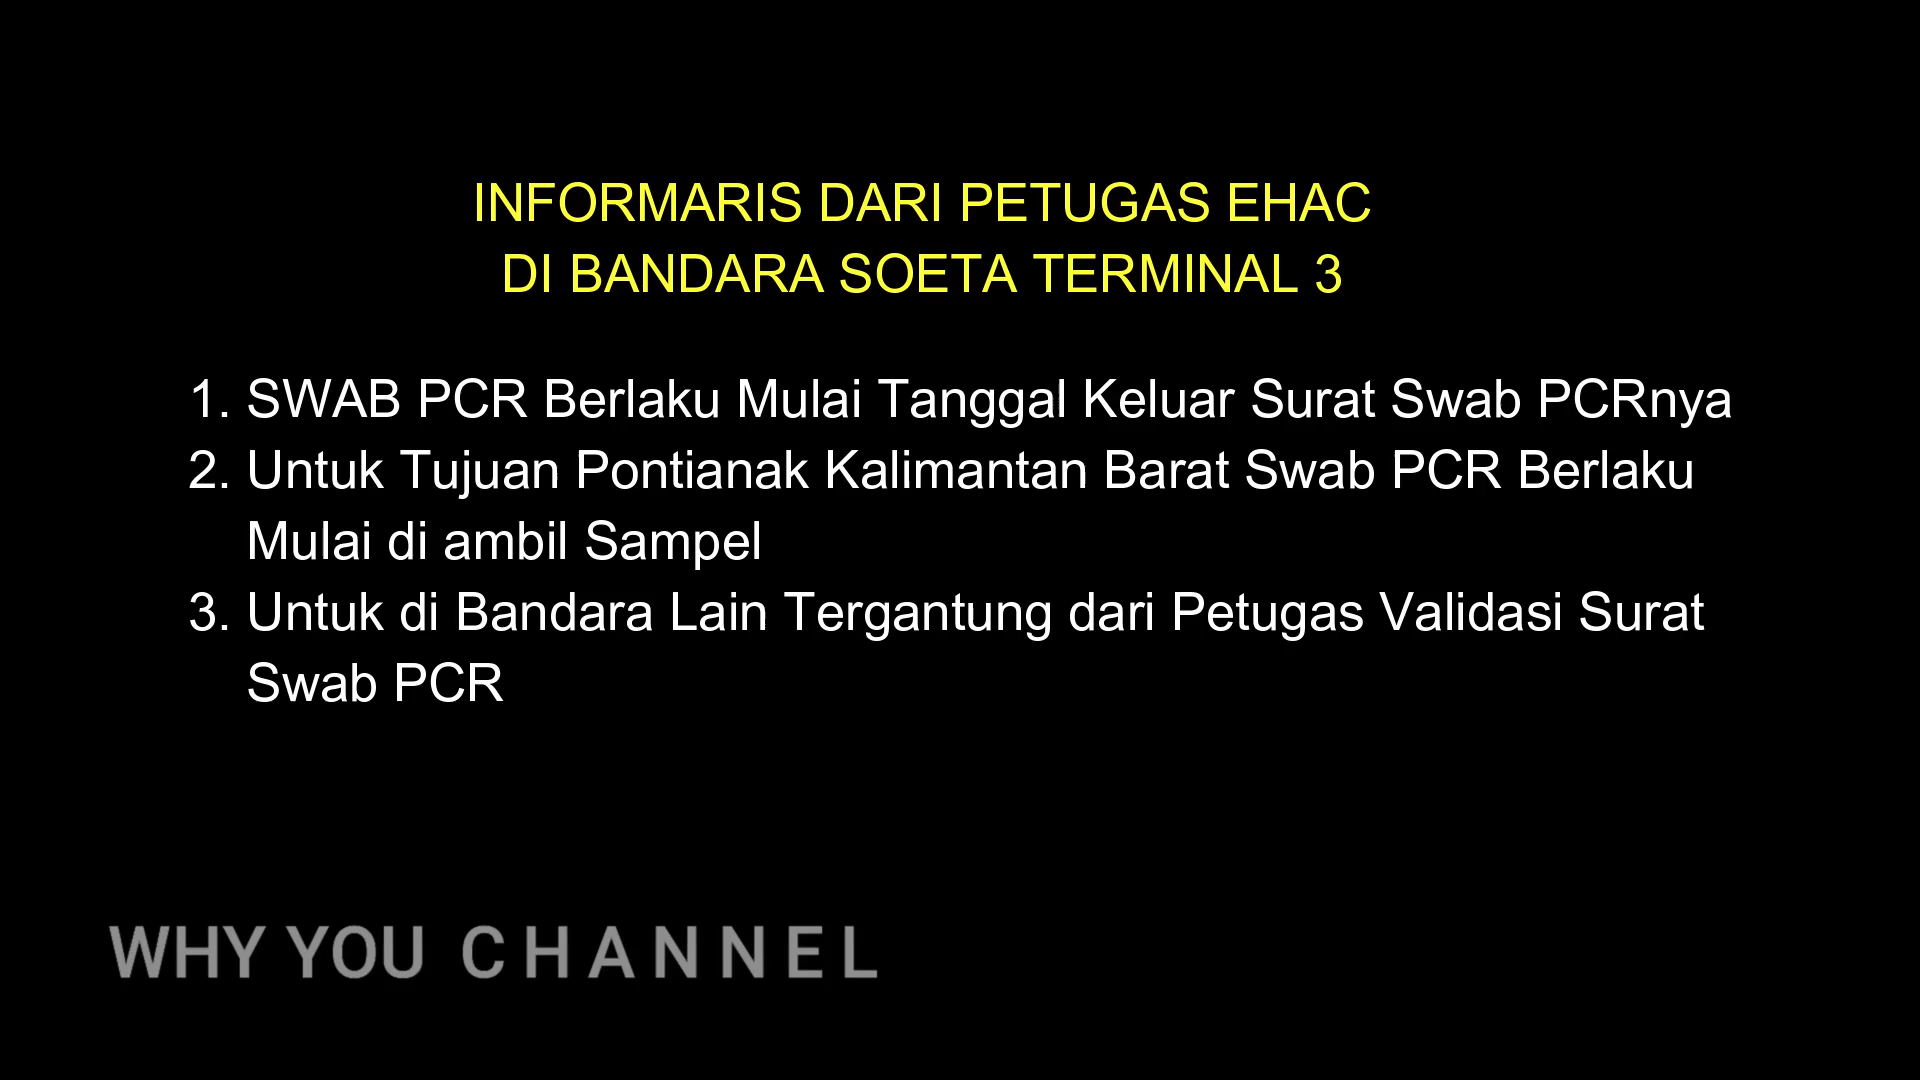 INFORMARIS DARI PETUGAS EHAC
DI BANDARA SOETA TERMINAL 3
1. SWAB PCR Berlaku Mulai Tanggal Keluar Surat Swab PCRnya
2. Untuk Tujuan Pontianak Kalimantan Barat Swab PCR Berlaku
Mulai di ambil Sampel
3. Untuk di Bandara Lain Tergantung dari Petugas Validasi Surat
Swab PCR
WHY YOU CHANNEL